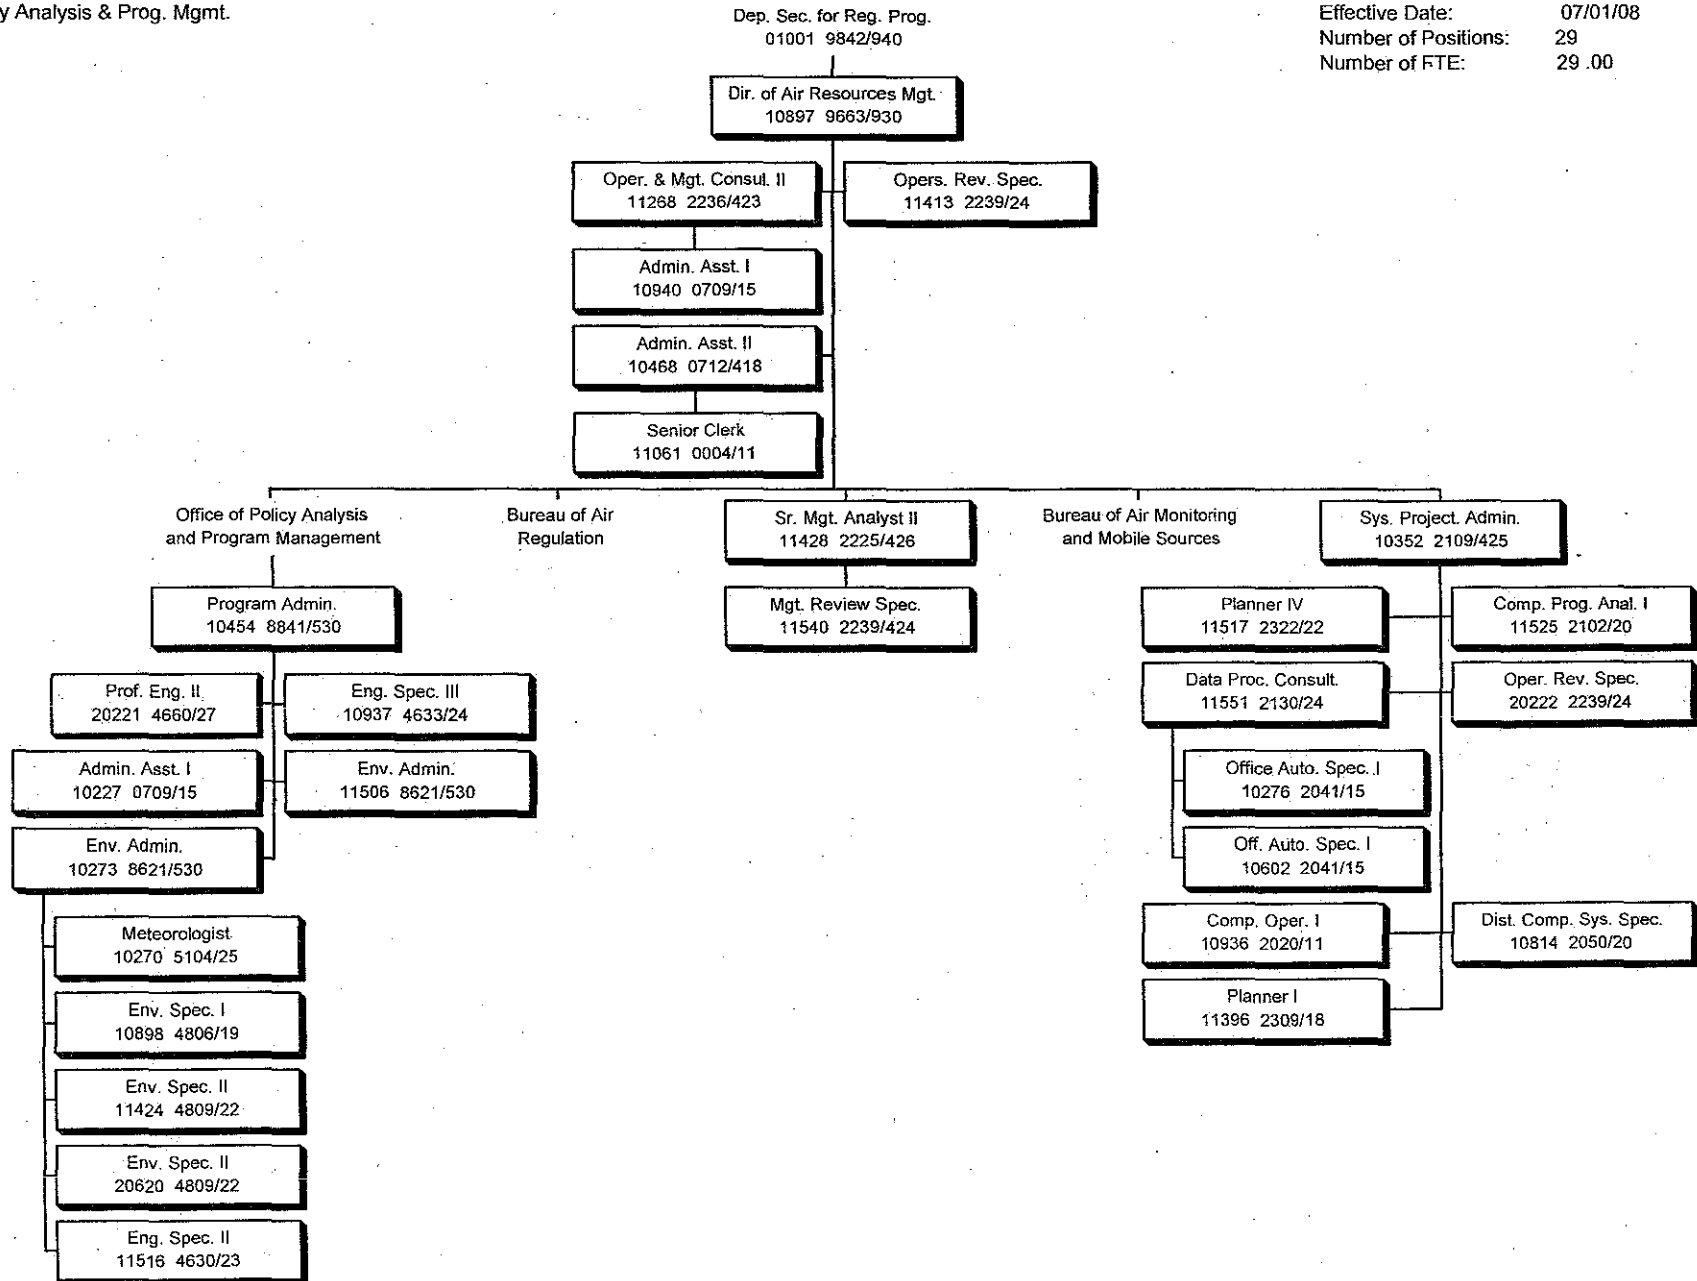 y Analysis & Prog. Mgmt.
Dep. Sec. for Reg. Prog.
01001 9842/940
Effective Date: 07/01/08
Number of Positions: 29
Number of FTE: 29 .00
Dir. of Air Resources Mgt.
10897 9663/930
Oper. & Mgt. Consul. II
11268 2236/423
Opers. Rev. Spec.
11413 2239/24
Admin. Asst. I
10940 0709/15
Admin. Asst. II
10468 0712/418
Senior Clerk
11061 0004/11
Office of Policy Analysis
and Program Management
Bureau of Air
Regulation
Sr. Mgt. Analyst II
11428 2225/426
Bureau of Air Monitoring
and Mobile Sources
Sys. Project. Admin.
10352 2109/425
Program Admin.
10454 8841/530
Mgt. Review Spec.
11540 2239/424
Planner IV
11517 2322/22
Comp. Prog. Anal. I
11525 2102/20
Prof. Eng. II
20221 4660/27
Eng. Spec. III
10937 4633/24
Data Proc. Consult.
11551 2130/24
Oper. Rev. Spec.
20222 2239/24
Admin. Asst. I
10227 0709/15
Env. Admin.
11506 8621/530
Office Auto. Spec. I
10276 2041/15
Env. Admin.
10273 8621/530
Off. Auto. Spec. I
10602 2041/15
Meteorologist
10270 5104/25
Comp. Oper. I
10936 2020/11
Dist. Comp. Sys. Spec.
10814 2050/20
Env. Spec. I
10898 4806/19
Planner I
11396 2309/18
Env. Spec. II
11424 4809/22
Env. Spec. II
20620 4809/22
Eng. Spec. II
11516 4630/23